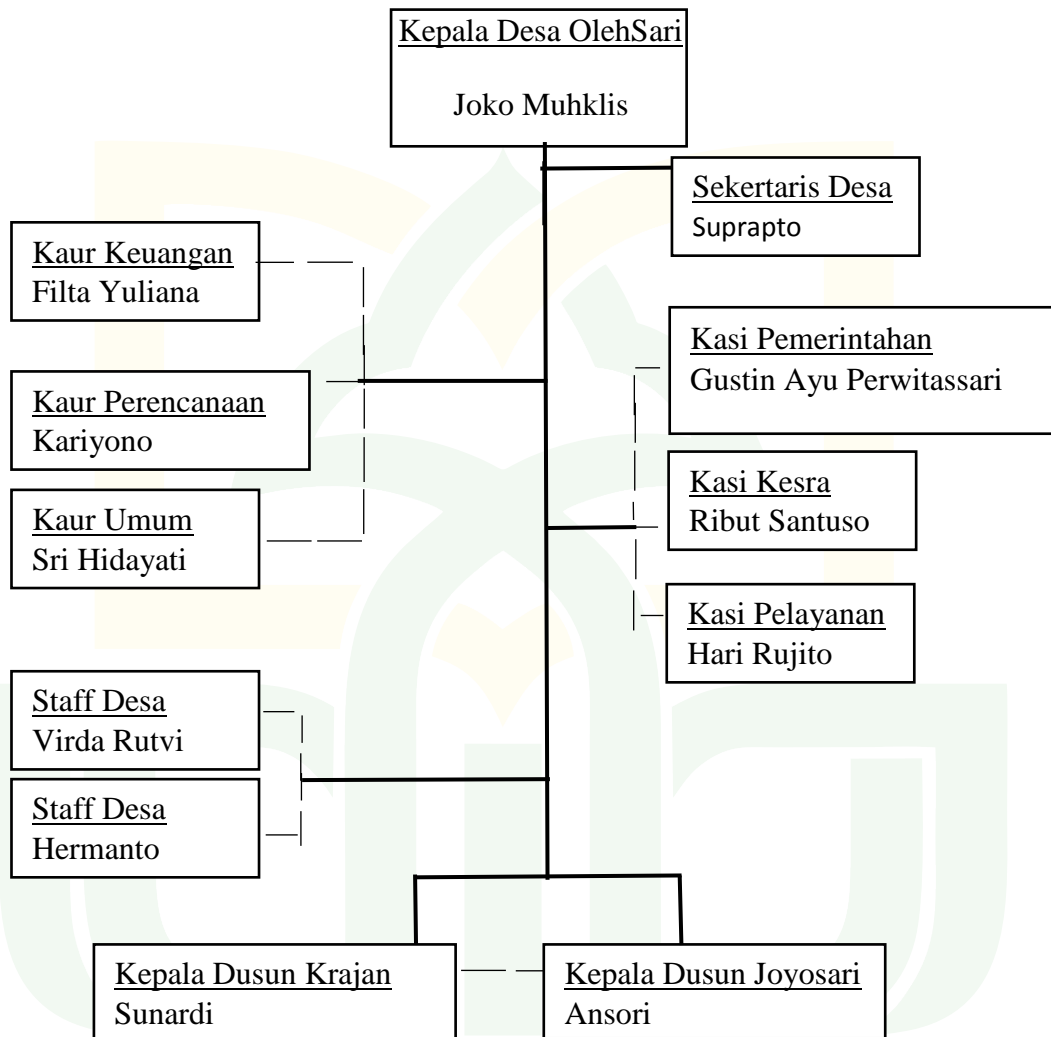 Kepala Desa OlehSari
Joko Muhklis
Sekertaris Desa
Suprapto
Kaur Keuangan
Filta Yuliana
Kasi Pemerintahan
Gustin Ayu Perwitassari
Kaur Perencanaan
Kariyono
Kasi Kesra
Ribut Santuso
Kaur Umum
Sri Hidayati
Kasi Pelayanan
Hari Rujito
Staff Desa
Virda Rutvi
Staff Desa
Hermanto
Kepala Dusun Krajan
Sunardi
Kepala Dusun Joyosari
Ansori